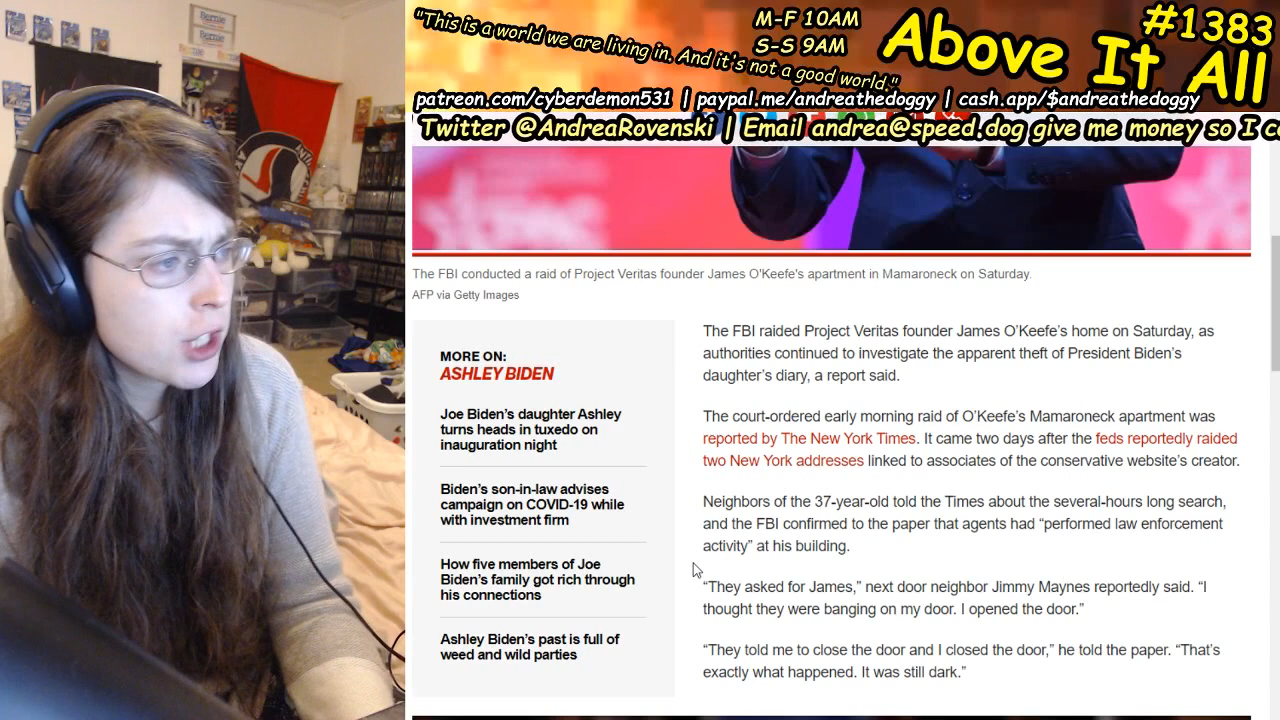 "This is a world we are living in. And it's not a good world."
M-F 10AM
S-S 9AM
#1383
Above It All
patreon.com/cyberdemon531 | paypal.me/andreathedoggy | cash.app/$andreathedoggy
Twitter @AndreaRovenski | Email andrea@speed.dog give me money so I c
Bernie
Bernie
Bernie
The FBI conducted a raid of Project Veritas founder James O'Keefe's apartment in Mamaroneck on Saturday.
AFP via Getty Images
MORE ON:
ASHLEY BIDEN
Joe Biden's daughter Ashley
turns heads in tuxedo on
inauguration night
Biden's son-in-law advises
campaign on COVID-19 while
with investment firm
How five members of Joe
Biden's family got rich through
his connections
Ashley Biden's past is full of
weed and wild parties
The FBI raided Project Veritas founder James O'Keefe's home on Saturday, as
authorities continued to investigate the apparent theft of President Biden's
daughter's diary, a report said.
The court-ordered early morning raid of O'Keefe's Mamaroneck apartment was
reported by The New York Times. It came two days after the feds reportedly raided
two New York addresses linked to associates of the conservative website's creator.
Neighbors of the 37-year-old told the Times about the several-hours long search,
and the FBI confirmed to the paper that agents had "performed law enforcement
activity" at his building.
"They asked for James," next door neighbor Jimmy Maynes reportedly said. "I
thought they were banging on my door. I opened the door."
"They told me to close the door and I closed the door," he told the paper. "That's
exactly what happened. It was still dark."